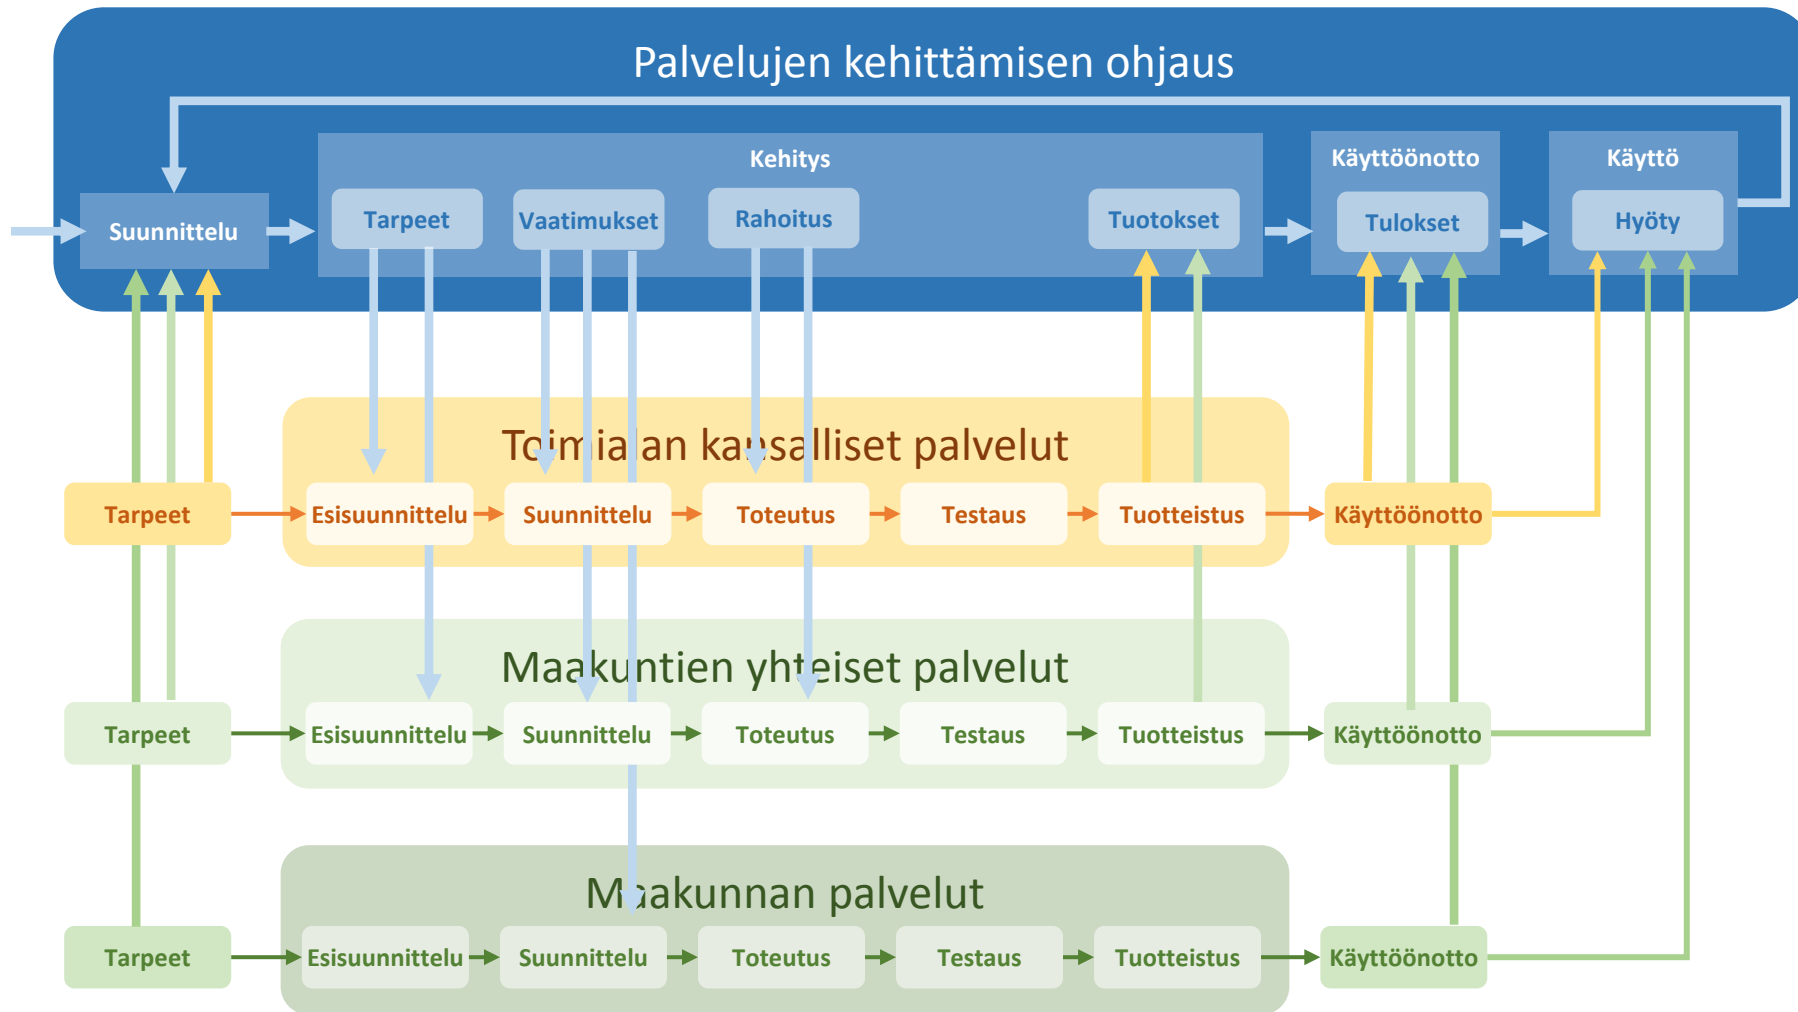 Palvelujen kehittämisen ohjaus
Kehitys
Käyttöönotto
Käyttö
Suunnittelu
Tarpeet
Vaatimukset
Rahoitus
Tuotokset
Tulokset
Hyöty
Toimialan kansalliset palvelut
Tarpeet
Esisuunnittelu
Suunnittelu
Toteutus
Testaus
Tuotteistus
Käyttöönotto
Maakuntien yhteiset palvelut
Tarpeet
Esisuunnittelu
Suunnittelu
Toteutus
Testaus
Tuotteistus
Käyttöönotto
Maakunnan palvelut
Tarpeet
Esisuunnittelu
Suunnittelu
Toteutus
Testaus
Tuotteistus
Käyttöönotto